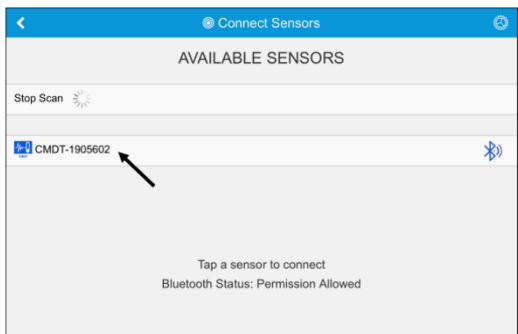 Connect Sensors
AVAILABLE SENSORS
Stop Scan
CMDT-1905602
Tap a sensor to connect
Bluetooth Status: Permission Allowed